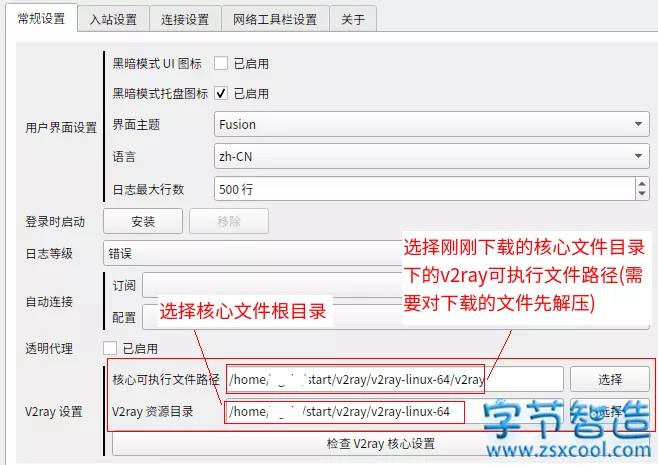 常规设置 入站设置 连接设置 网络工具栏设置 关于
黑暗模式 UI 图标 已启用
黑暗模式托盘图标 已启用
用户界面设置
界面主题 Fusion
语言 zh-CN
日志最大行数 500 行
登录时启动 安装 移除
日志等级 错误
选择刚刚下载的核心文件目录
下的v2ray可执行文件路径(需
要对下载的文件先解压)
自动连接
订阅
配置
选择核心文件根目录
透明代理 已启用
V2ray 设置
核心可执行文件路径 /home/ start/v2ray/v2ray-linux-64/v2ray 选择
V2ray 资源目录 /home/ start/v2ray/v2ray-linux-64 选择
检查 V2ray 核心设置
字节智造
www.zsxcool.com